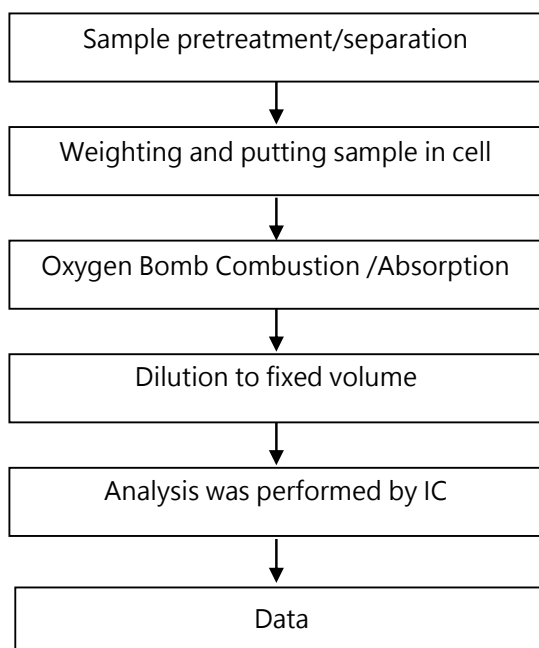 Sample pretreatment/separation
Weighting and putting sample in cell
Oxygen Bomb Combustion /Absorption
Dilution to fixed volume
Analysis was performed by IC
Data